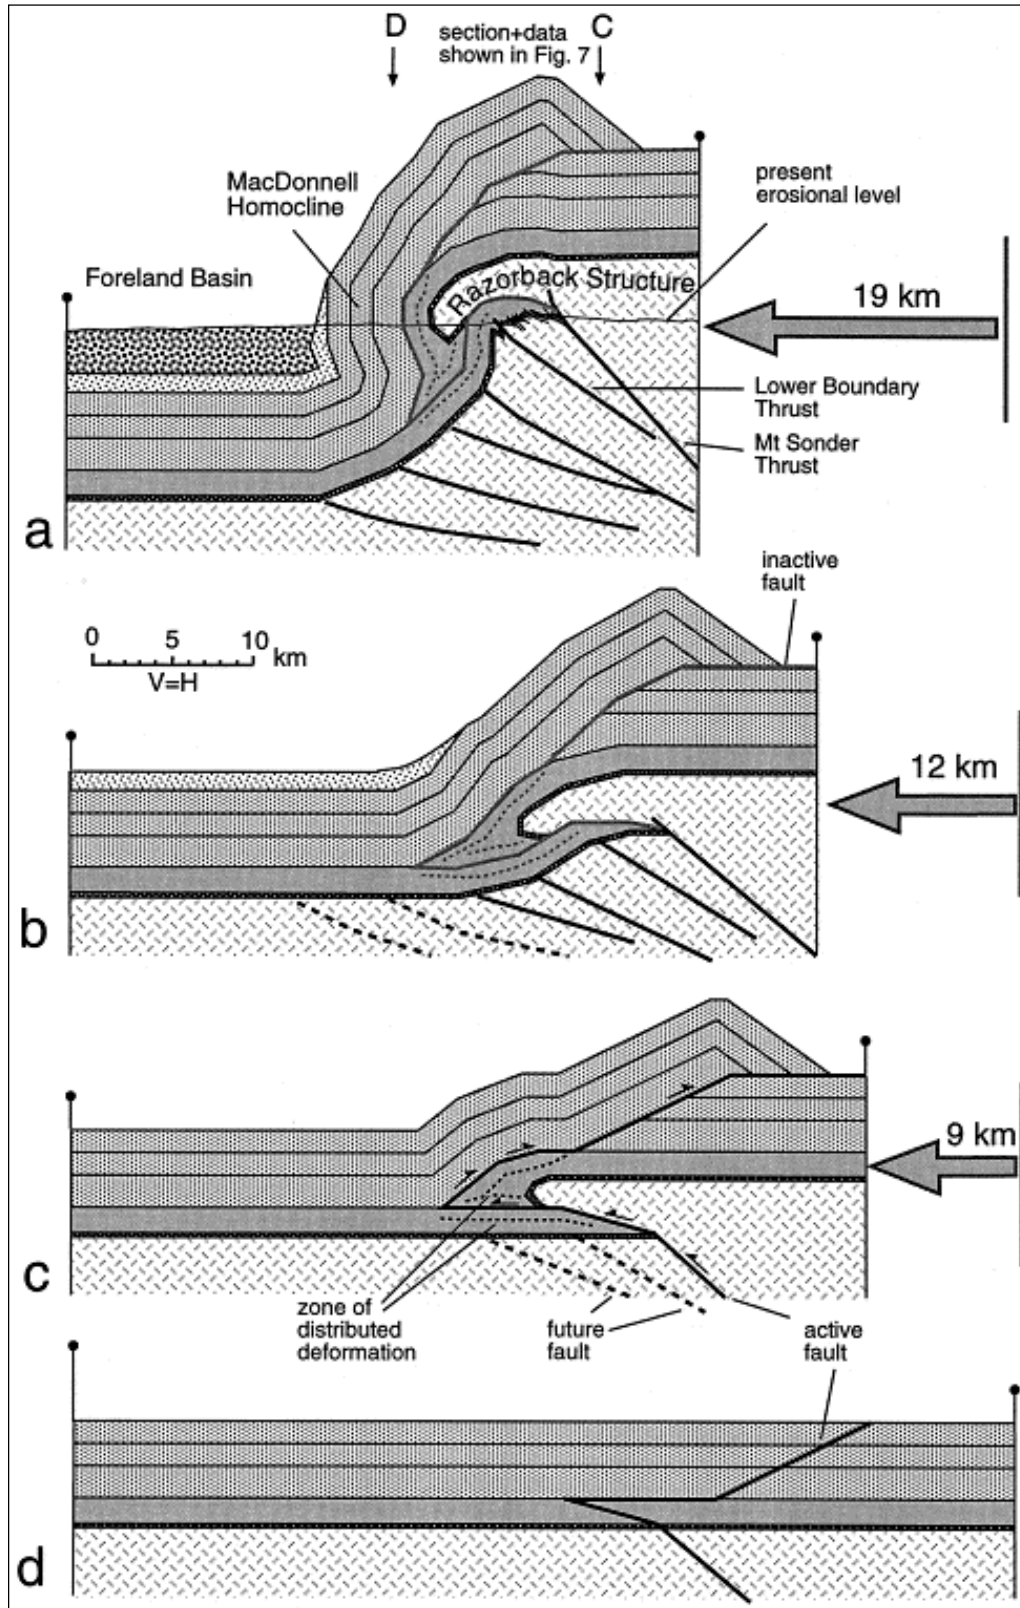 D
section+data
shown in Fig. 7
C
MacDonnell
Homocline
present
erosional level
Foreland Basin
Razorback Structure
19 km
Lower Boundary
Thrust
Mt Sonder
Thrust
a
inactive
fault
0 5 10 km
V=H
12 km
b
9 km
c
zone of
distributed
deformation
future
fault
active
fault
d